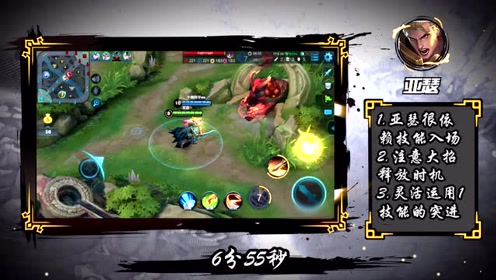 亚瑟
1.亚瑟很依
赖技能入场
2.注意大招
释放时机
3.灵活运用1
技能的突进
6分55秒